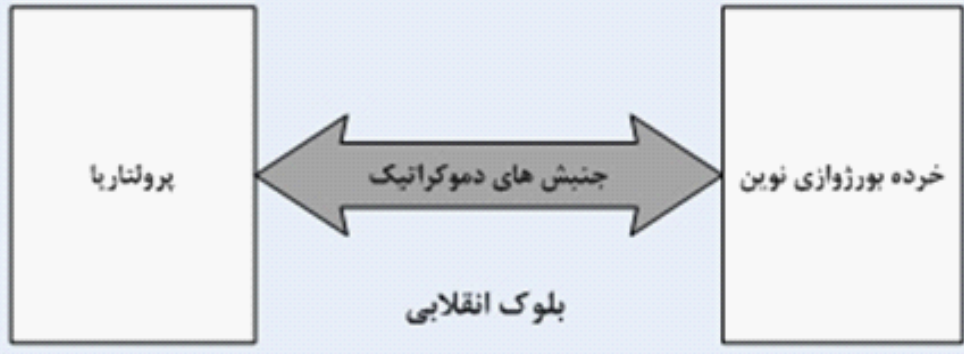 خرده بورژوازی نوین
جنبش های دموکراتیک
پرولتاریا
بلوک انقلابی